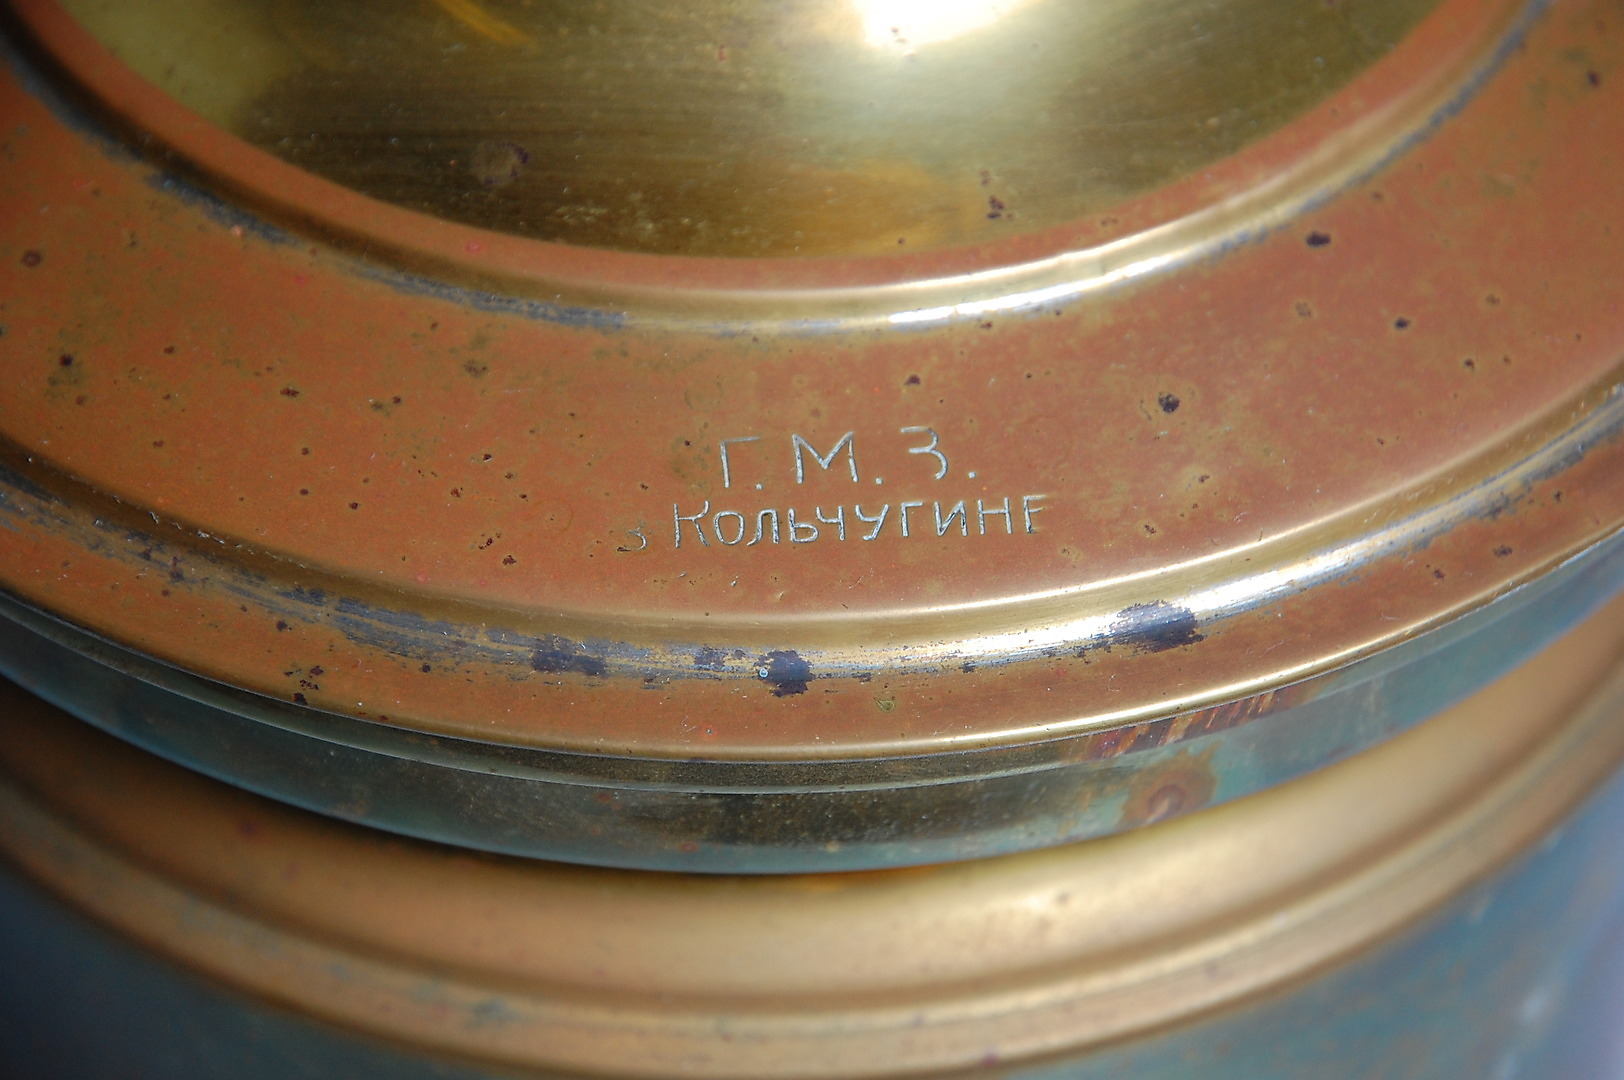 Г. М. З.
в Кольчугине